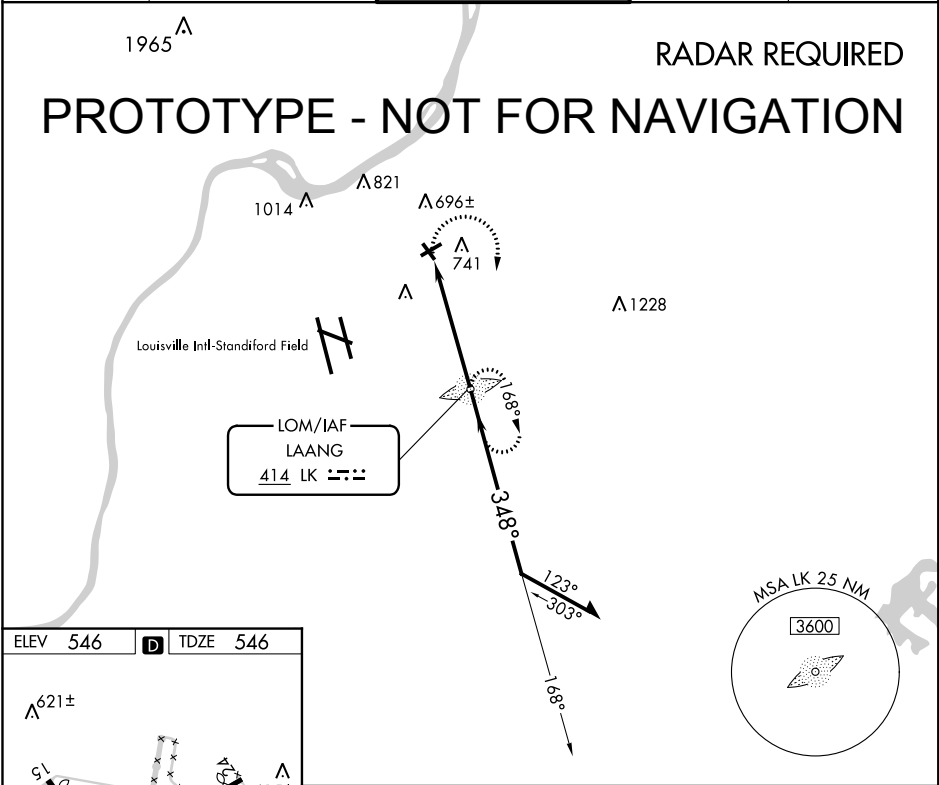 1965
RADAR REQUIRED
PROTOTYPE - NOT FOR NAVIGATION
821
1014
696±
741
1228
Louisville Intl-Standiford Field
168°
LOM/IAF
LAANG
414 LK
348°
123°
303°
MSA LK 25 NM
3600
168°
ELEV 546 D TDZE 546
621±
15